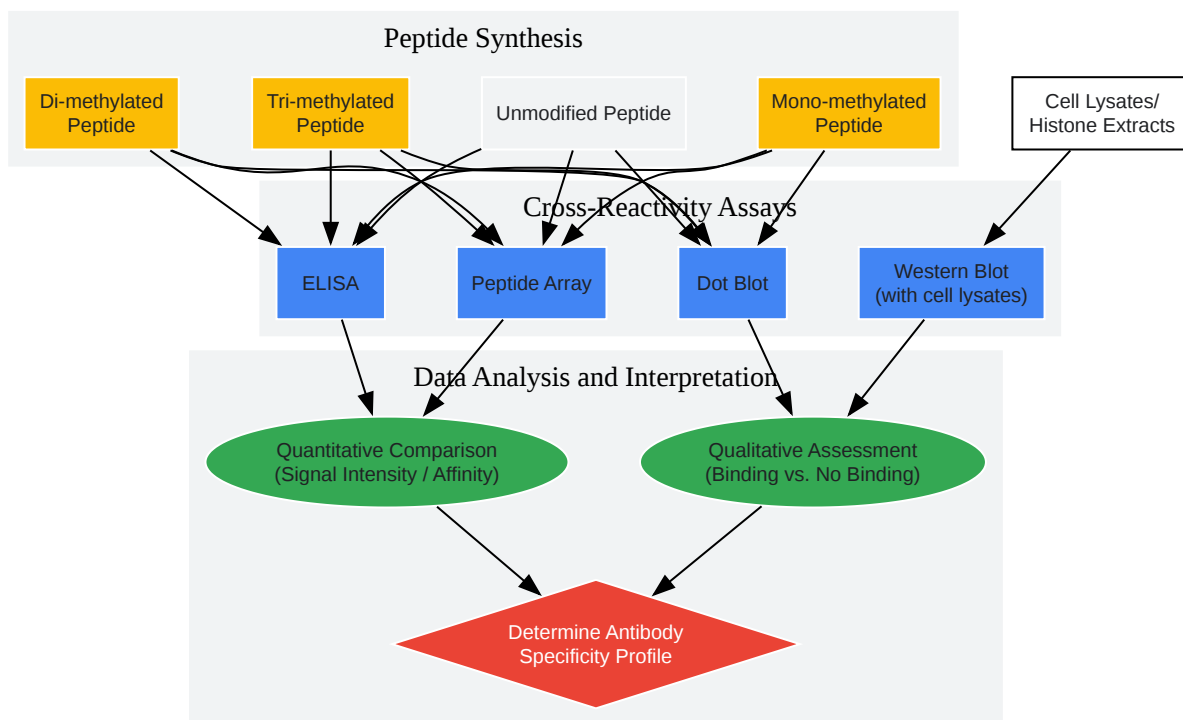 Peptide Synthesis
Di-methylated
Peptide
Tri-methylated
Peptide
Unmodified Peptide
Mono-methylated
Peptide
Cell Lysates/
Histone Extracts
Cross-Reactivity Assays
ELISA
Peptide Array
Dot Blot
Western Blot
(with cell lysates)
Data Analysis and Interpretation
Quantitative Comparison
(Signal Intensity / Affinity)
Qualitative Assessment
(Binding vs. No Binding)
Determine Antibody
Specificity Profile